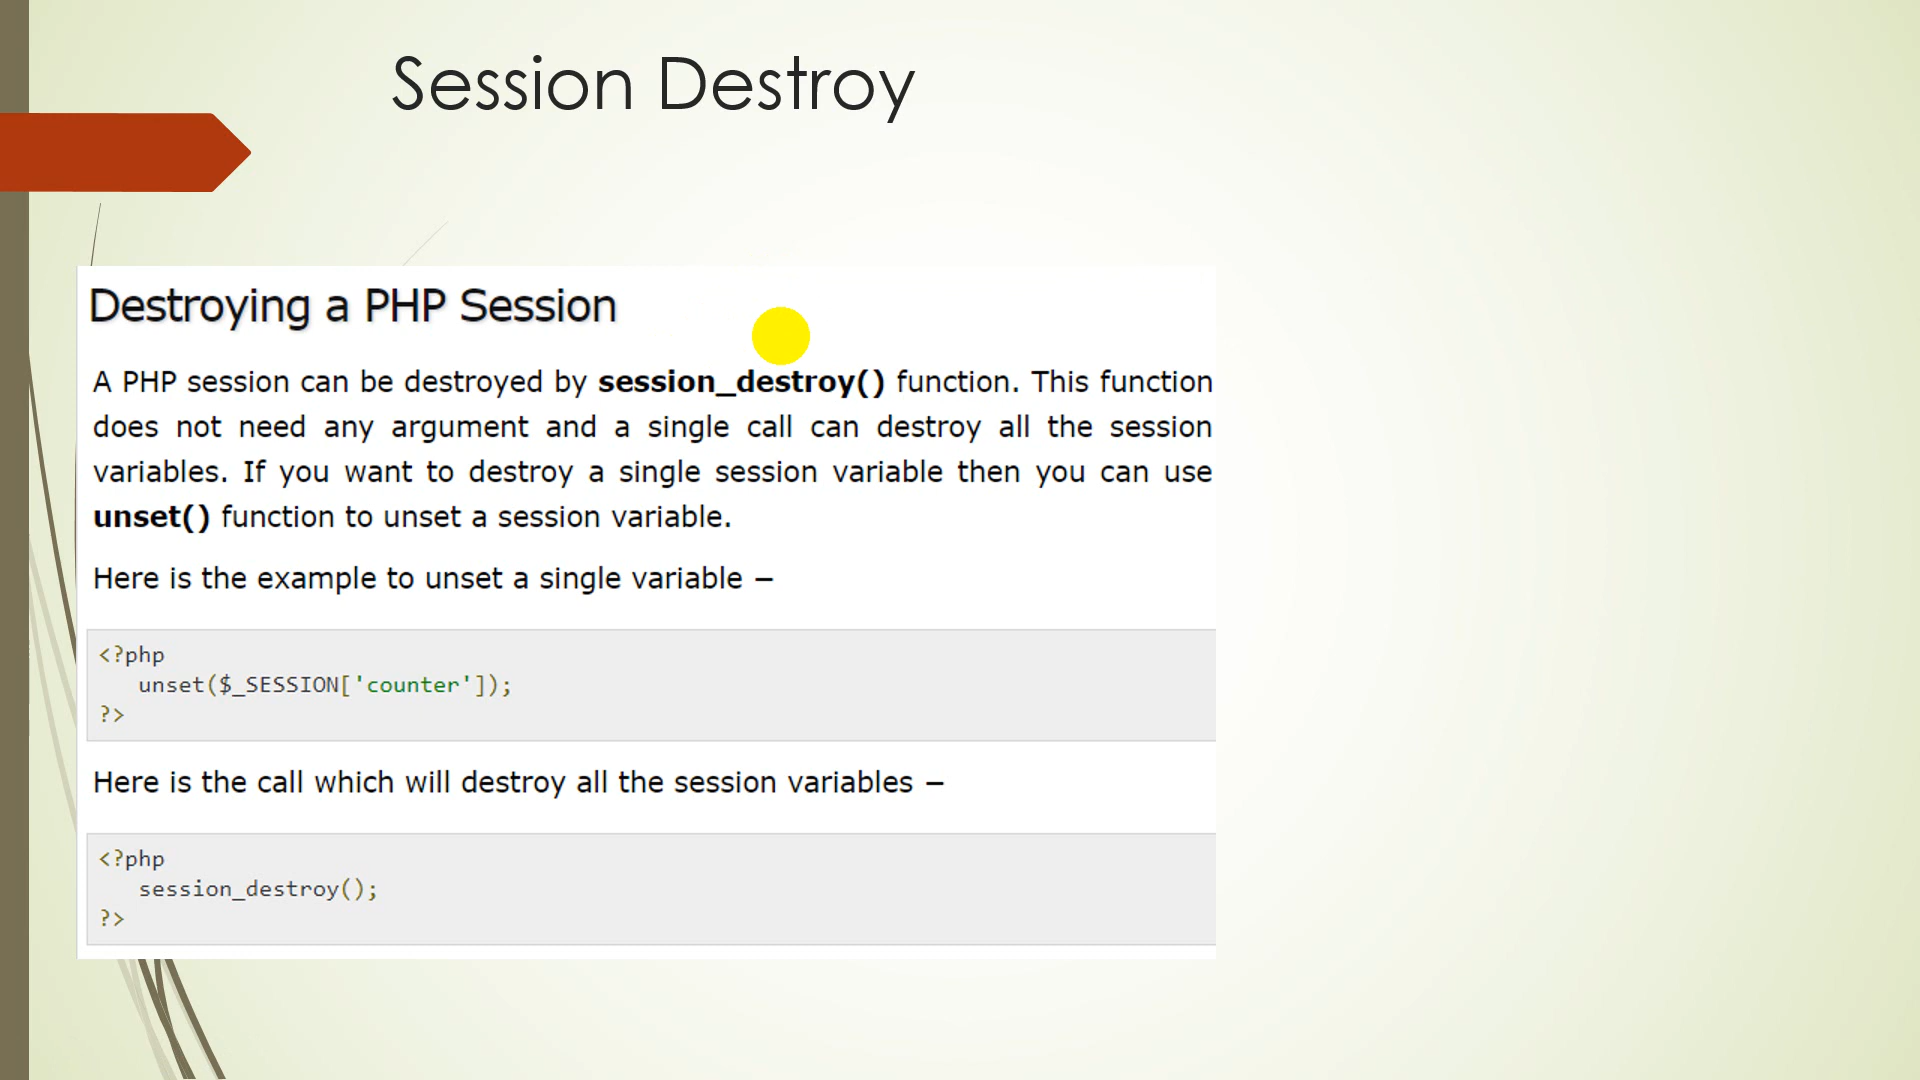 Session Destroy
Destroying a PHP Session
A PHP session can be destroyed by session_destroy() function. This function
does not need any argument and a single call can destroy all the session
variables. If you want to destroy a single session variable then you can use
unset() function to unset a session variable.
Here is the example to unset a single variable −
<?php
   unset($_SESSION['counter']);
?>
Here is the call which will destroy all the session variables −
<?php
   session_destroy();
?>